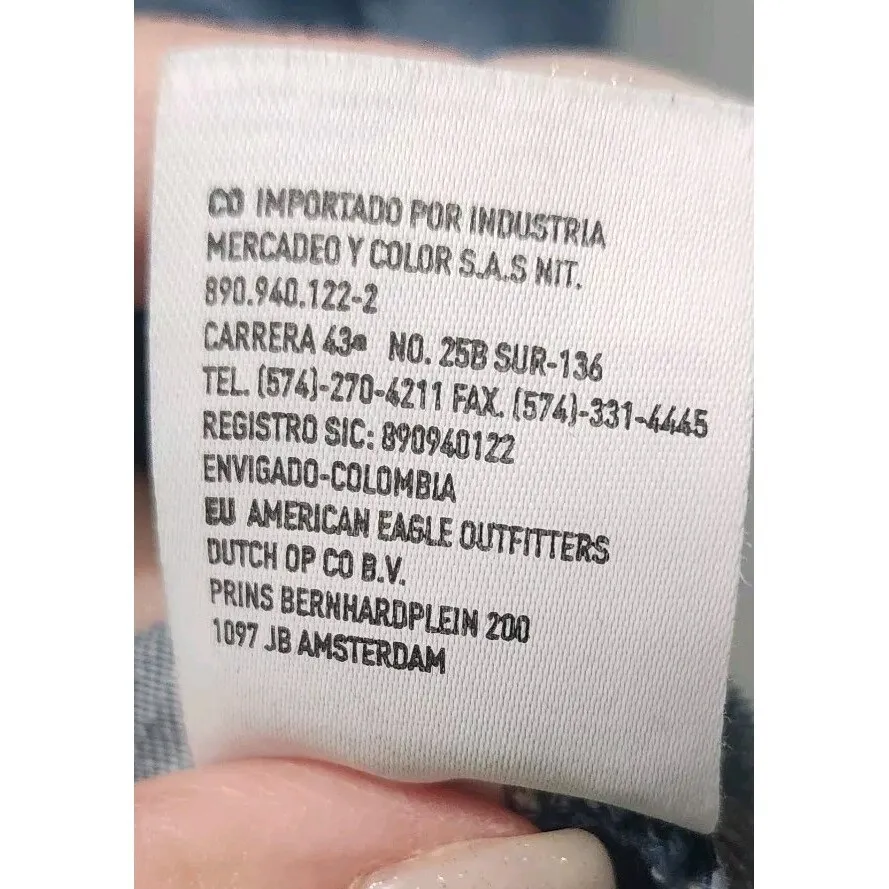 CO IMPORTADO POR INDUSTRIA
MERCADEO Y COLOR S.A.S NIT.
890.940.122-2
CARRERA 43ª NO. 25B SUR-136
TEL. (574)-270-4211 FAX. (574)-331-4445
REGISTRO SIC: 890940122
ENVIGADO-COLOMBIA
EU AMERICAN EAGLE OUTFITTERS
DUTCH OP CO B.V.
PRINS BERNHARDPLEIN 200
1097 JB AMSTERDAM